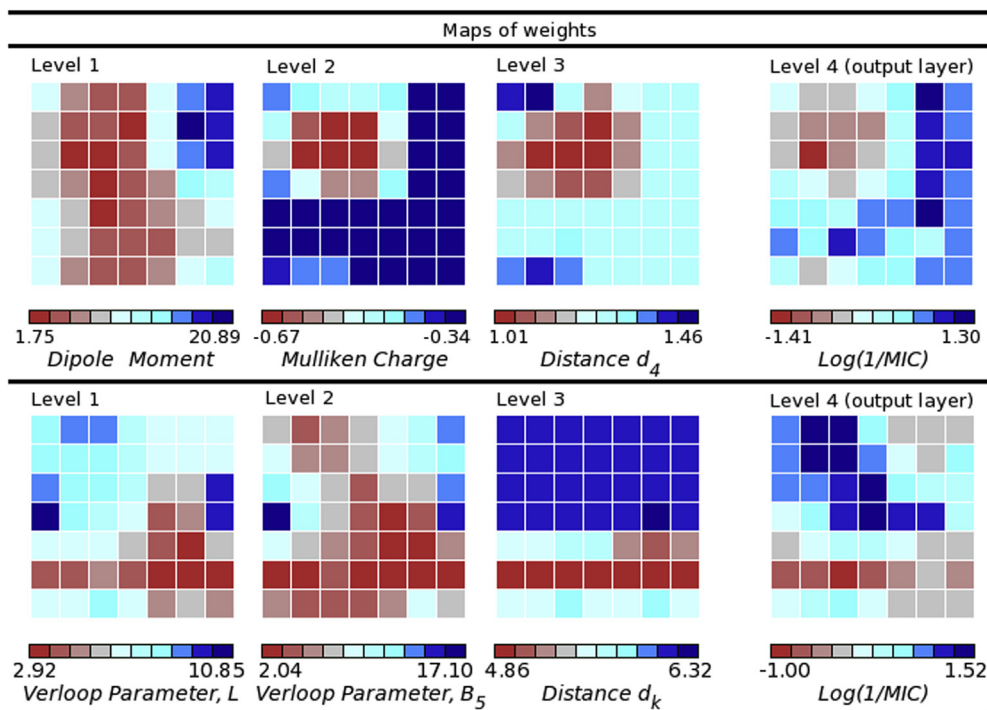 Maps of weights
Level 1 Level 2 Level 3 Level 4 (output layer)
1.75 20.89 -0.67 -0.34 1.01 1.46 -1.41 1.30
Dipole Moment Mulliken Charge Distance d4 Log(1/MIC)
Level 1 Level 2 Level 3 Level 4 (output layer)
2.92 10.85 2.04 17.10 4.86 6.32 -1.00 1.52
Verloop Parameter, L Verloop Parameter, B5 Distance dk Log(1/MIC)